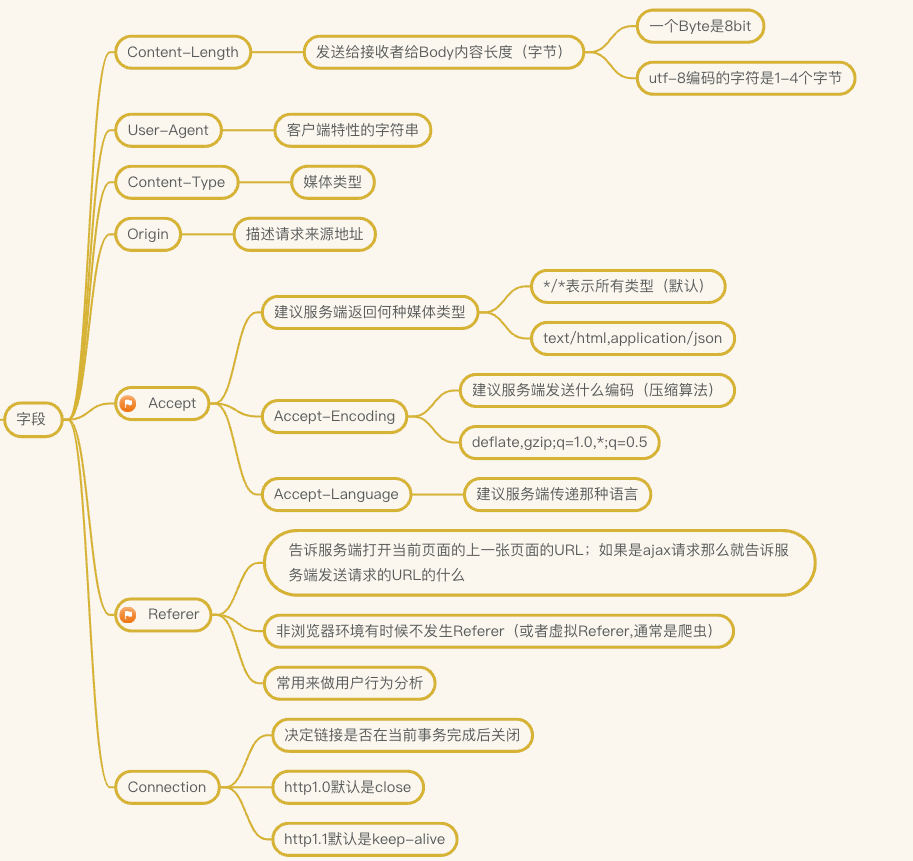 字段
Content-Length
发送给接收者给Body内容长度（字节）
一个Byte是8bit
utf-8编码的字符是1-4个字节
User-Agent
客户端特性的字符串
Content-Type
媒体类型
Origin
描述请求来源地址
Accept
建议服务端返回何种媒体类型
*/*表示所有类型（默认）
text/html,application/json
Accept-Encoding
建议服务端发送什么编码（压缩算法）
deflate,gzip;q=1.0,*;q=0.5
Accept-Language
建议服务端传递那种语言
Referer
告诉服务端打开当前页面的上一张页面的URL；如果是ajax请求那么就告诉服
务端发送请求的URL的什么
非浏览器环境有时候不发生Referer（或者虚拟Referer,通常是爬虫）
常用来做用户行为分析
Connection
决定链接是否在当前事务完成后关闭
http1.0默认是close
http1.1默认是keep-alive